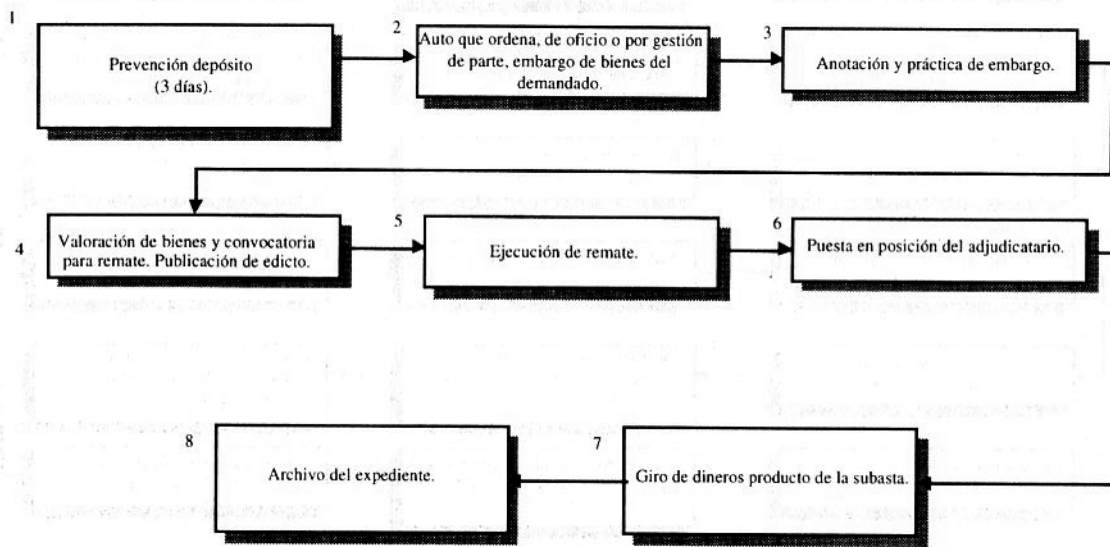 1
Prevención depósito
(3 días).
2
Auto que ordena, de oficio o por gestión
de parte, embargo de bienes del
demandado.
3
Anotación y práctica de embargo.
4
Valoración de bienes y convocatoria
para remate. Publicación de edicto.
5
Ejecución de remate.
6
Puesta en posición del adjudicatario.
7
Giro de dineros producto de la subasta.
8
Archivo del expediente.